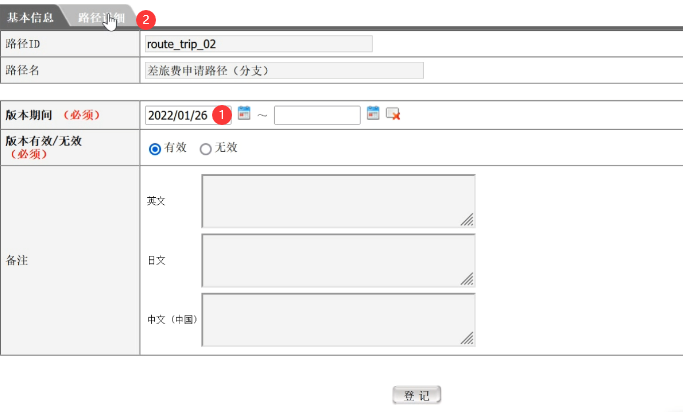 基本信息 路径详细 2
路径ID route_trip_02
路径名 差旅费申请路径（分支）
版本期间 （必须） 2022/01/26 1 ～
版本有效/无效
（必须）
有效 无效
备注
英文
日文
中文（中国）
登记